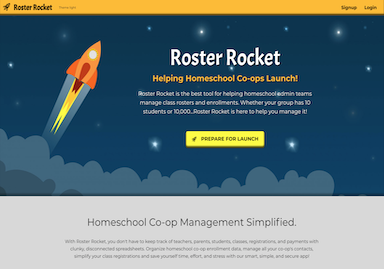 Roster Rocket
Signup
Login
Roster Rocket
Helping Homeschool Co-ops Launch!
Roster Rocket is the best tool for helping homeschool admin teams
manage class rosters and enrollments. Whether your group has 10
students or 10,000...Roster Rocket is here to help you manage it!
PREPARE FOR LAUNCH
Homeschool Co-op Management Simplified.
With Roster Rocket, you don't have to keep track of teachers, parents, students, classes, registrations, and payments with
clunky, disconnected spreadsheets. Organize homeschool co-op enrollment data, manage all your co-op's contacts,
simplify your class registrations and save yourself time, effort, and stress with our smart, simple, and secure app!